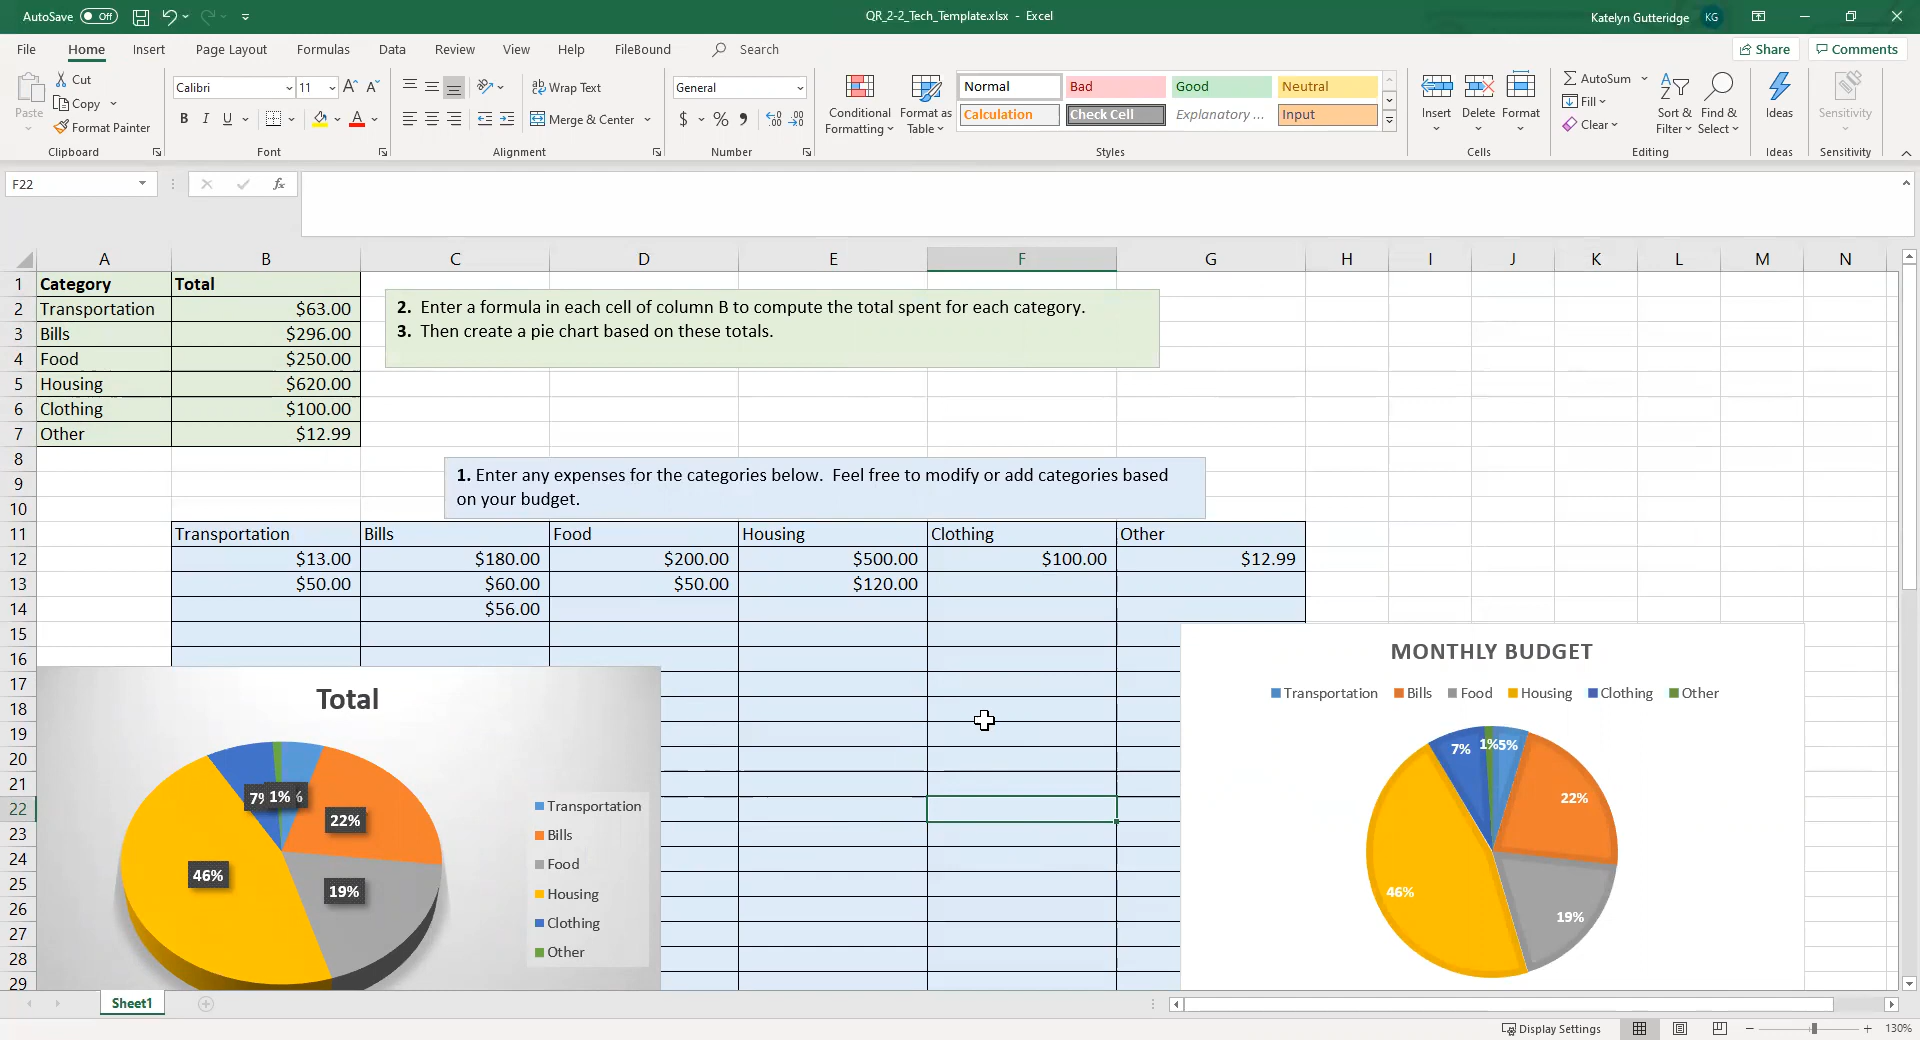 AutoSave Off
QR_2-2_Tech_Template.xlsx - Excel
Katelyn Gutteridge KG
File Home Insert Page Layout Formulas Data Review View Help FileBound Search
Share Comments
Paste
Cut
Copy
Format Painter
Clipboard
Calibri 11
A A
B I U A
Font
Wrap Text
Merge & Center
Alignment
General
$ % 9
Number
Conditional
Formatting
Format as
Table
Normal Bad Good Neutral
Calculation Check Cell Explanatory ... Input
Styles
Insert Delete Format
Cells
AutoSum
Fill
Clear
Sort &
Filter
Find &
Select
Editing
Ideas
Ideas
Sensitivity
Sensitivity
F22 fx
A B C D E F G H I J K L M N
1 Category Total
2 Transportation $63.00
3 Bills $296.00
4 Food $250.00
5 Housing $620.00
6 Clothing $100.00
7 Other $12.99
2. Enter a formula in each cell of column B to compute the total spent for each category.
3. Then create a pie chart based on these totals.
8
9
10
1. Enter any expenses for the categories below. Feel free to modify or add categories based
on your budget.
11 Transportation Bills Food Housing Clothing Other
12 $13.00 $180.00 $200.00 $500.00 $100.00 $12.99
13 $50.00 $60.00 $50.00 $120.00
14 $56.00
15
16
17
18
19
20
21
22
23
24
25
26
27
28
29
Total
7% 1%
22%
46%
19%
Transportation
Bills
Food
Housing
Clothing
Other
MONTHLY BUDGET
Transportation Bills Food Housing Clothing Other
7% 1% 5%
22%
46%
19%
Sheet1
Display Settings
130%